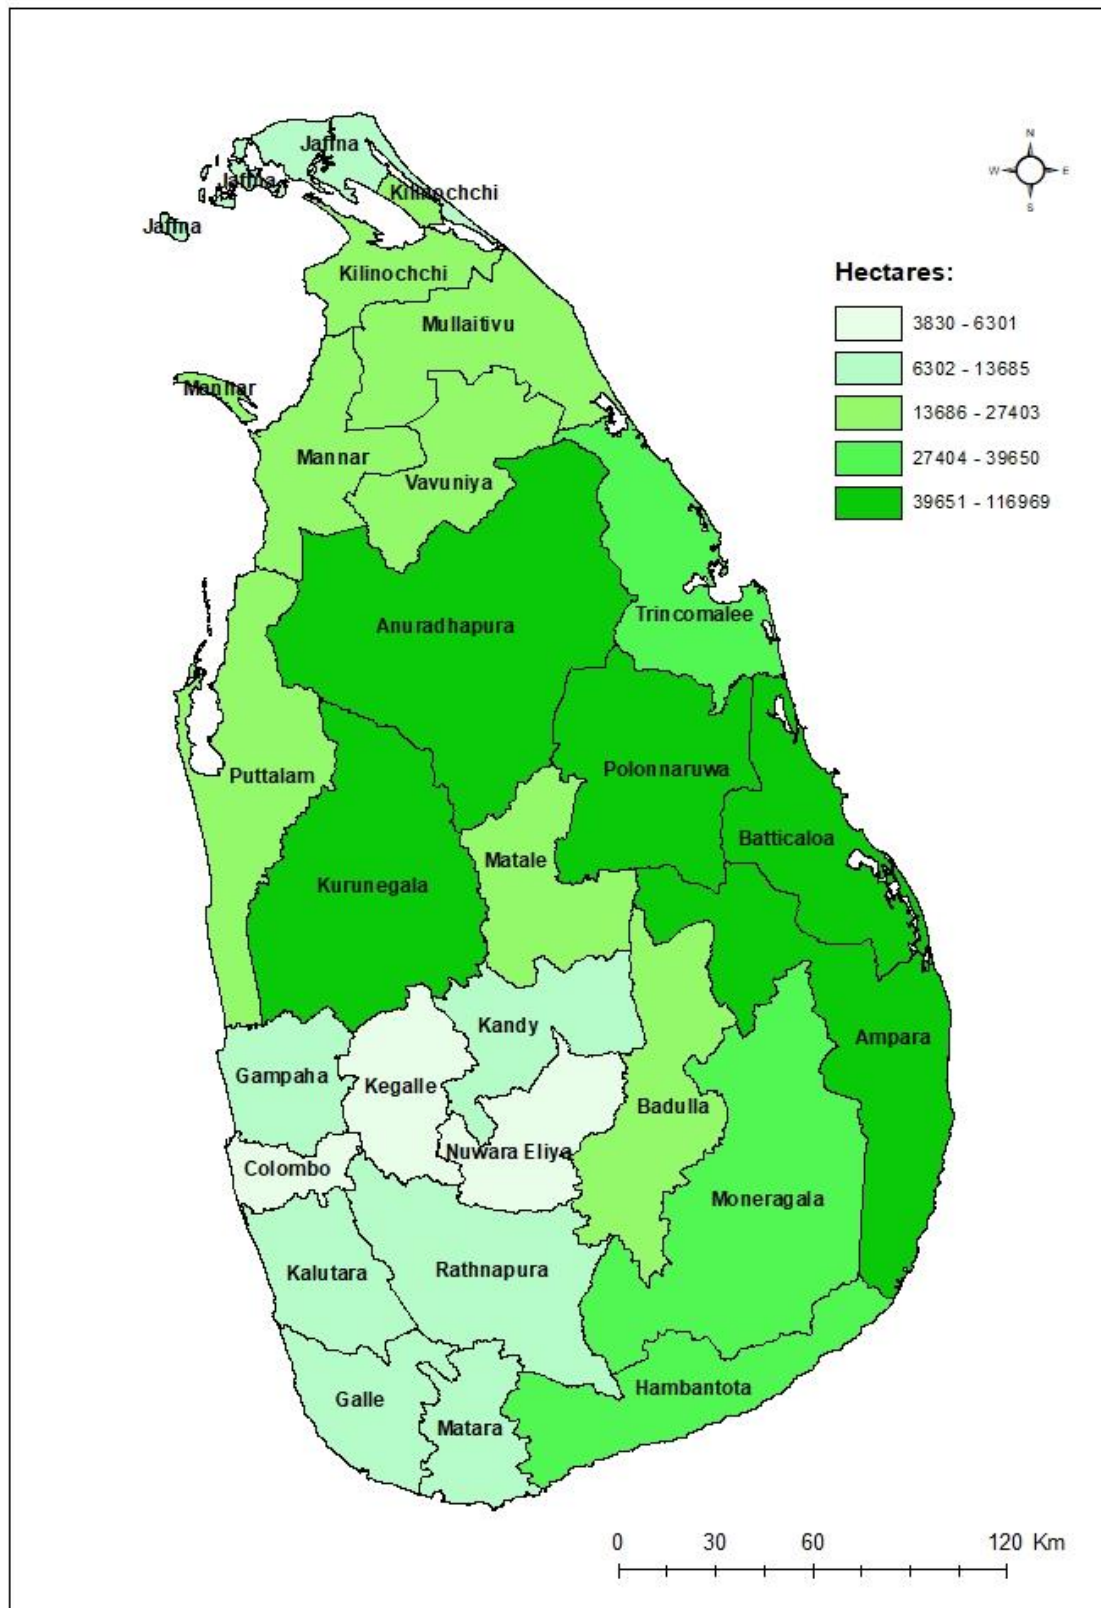 Jaffna
N
W E
S
Jaffna
Kilinochchi
Jaffna
Hectares:
Kilinochchi
3830 - 6301
Mullaitivu
6302 - 13685
Mannar
13686 - 27403
Mannar
27404 - 39650
Vavuniya
39651 - 116969
Trincomalee
Anuradhapura
Polonnaruwa
Puttalam
Batticaloa
Matale
Kurunegala
Kandy
Ampara
Gampaha
Kegalle
Badulla
Nuwara Eliya
Colombo
Moneragala
Kalutara
Rathnapura
Hambantota
Galle
Matara
0 30 60 120 Km